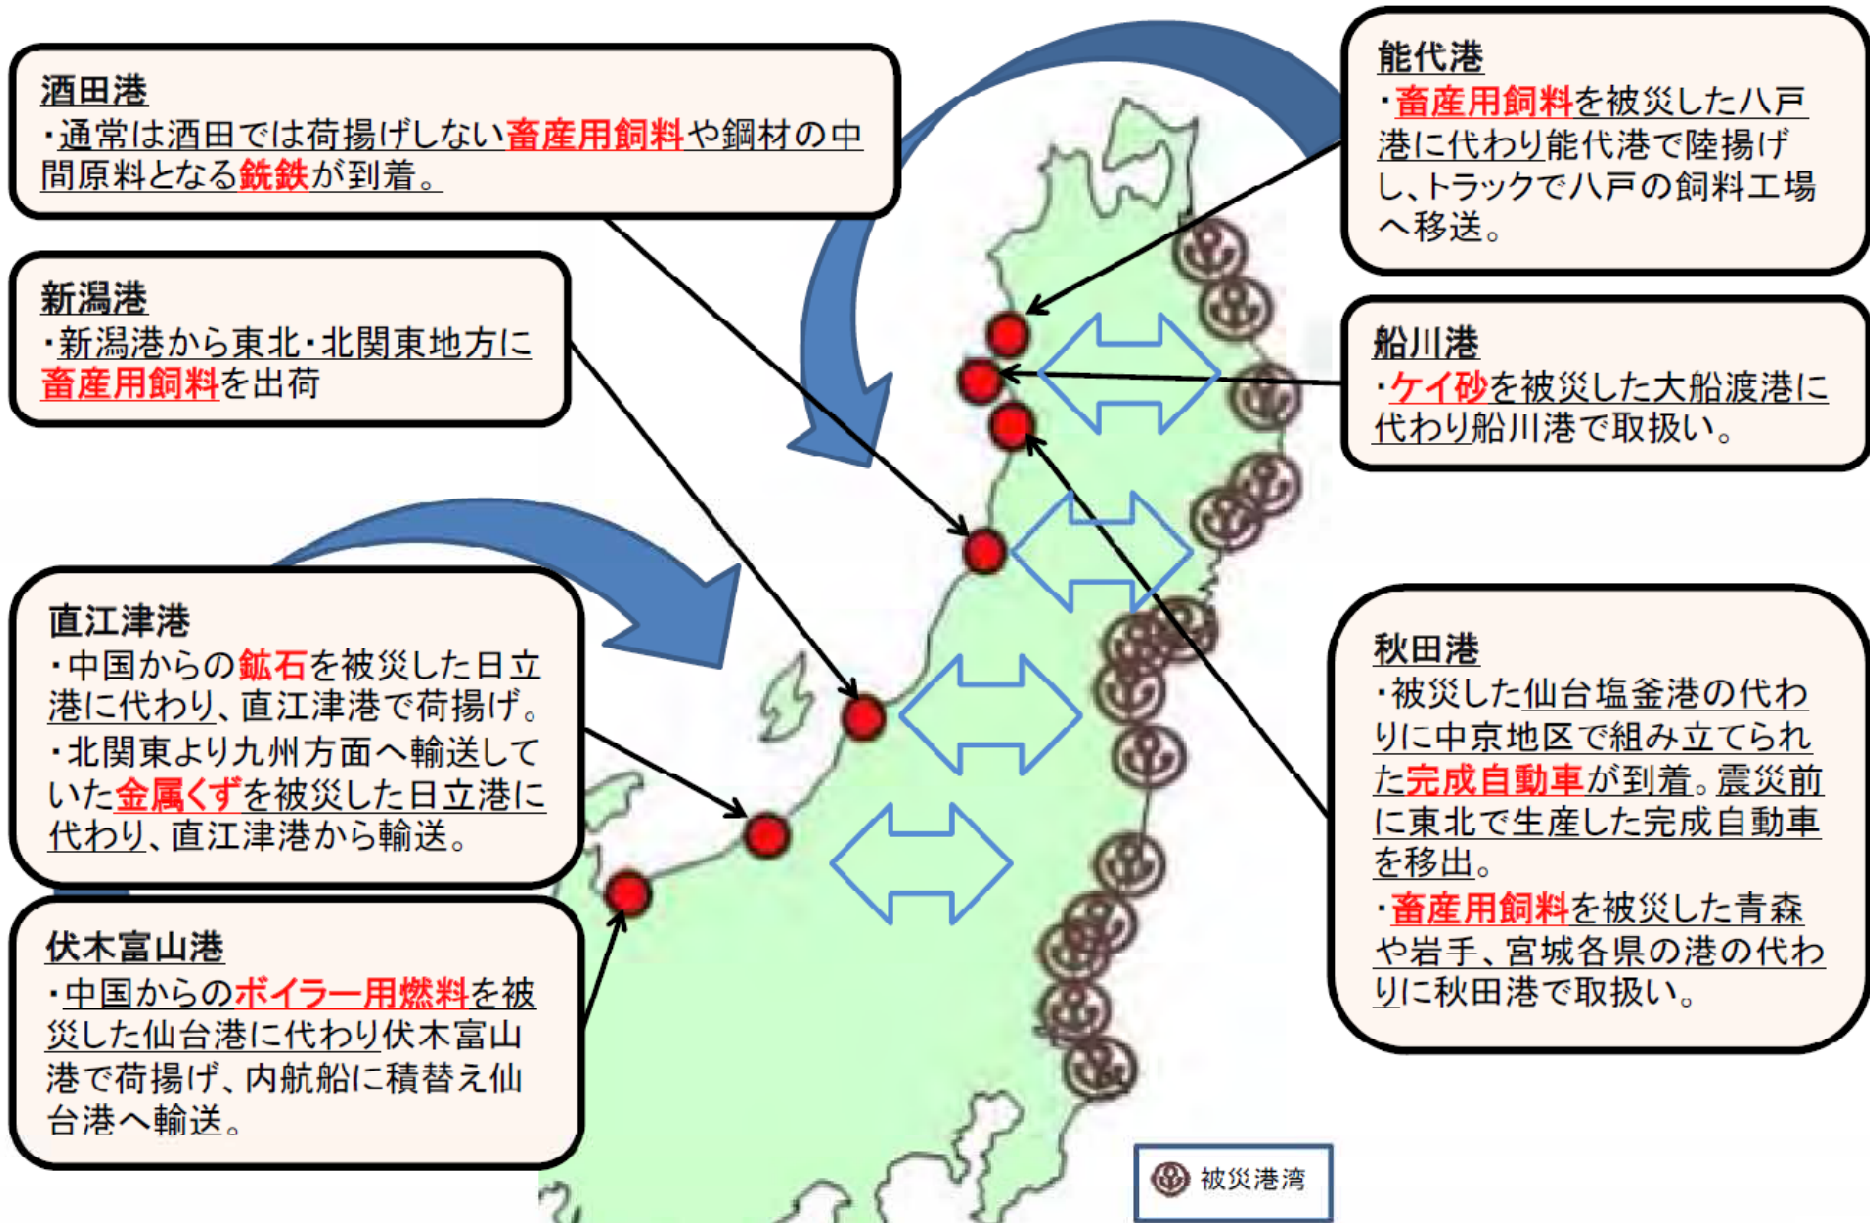 酒田港
・通常は酒田では荷揚げしない畜産用飼料や鋼材の中
間原料となる銑鉄が到着。
新潟港
・新潟港から東北・北関東地方に
畜産用飼料を出荷
直江津港
・中国からの鉱石を被災した日立
港に代わり、直江津港で荷揚げ。
・北関東より九州方面へ輸送して
いた金属くずを被災した日立港に
代わり、直江津港から輸送。
伏木富山港
・中国からのボイラー用燃料を被
災した仙台港に代わり伏木富山
港で荷揚げ、内航船に積替え仙
台港へ輸送。
能代港
・畜産用飼料を被災した八戸
港に代わり能代港で陸揚げ
し、トラックで八戸の飼料工場
へ移送。
船川港
・ケイ砂を被災した大船渡港に
代わり船川港で取扱い。
秋田港
・被災した仙台塩釜港の代わ
りに中京地区で組み立てられ
た完成自動車が到着。震災前
に東北で生産した完成自動車
を移出。
・畜産用飼料を被災した青森
や岩手、宮城各県の港の代わ
りに秋田港で取扱い。
被災港湾